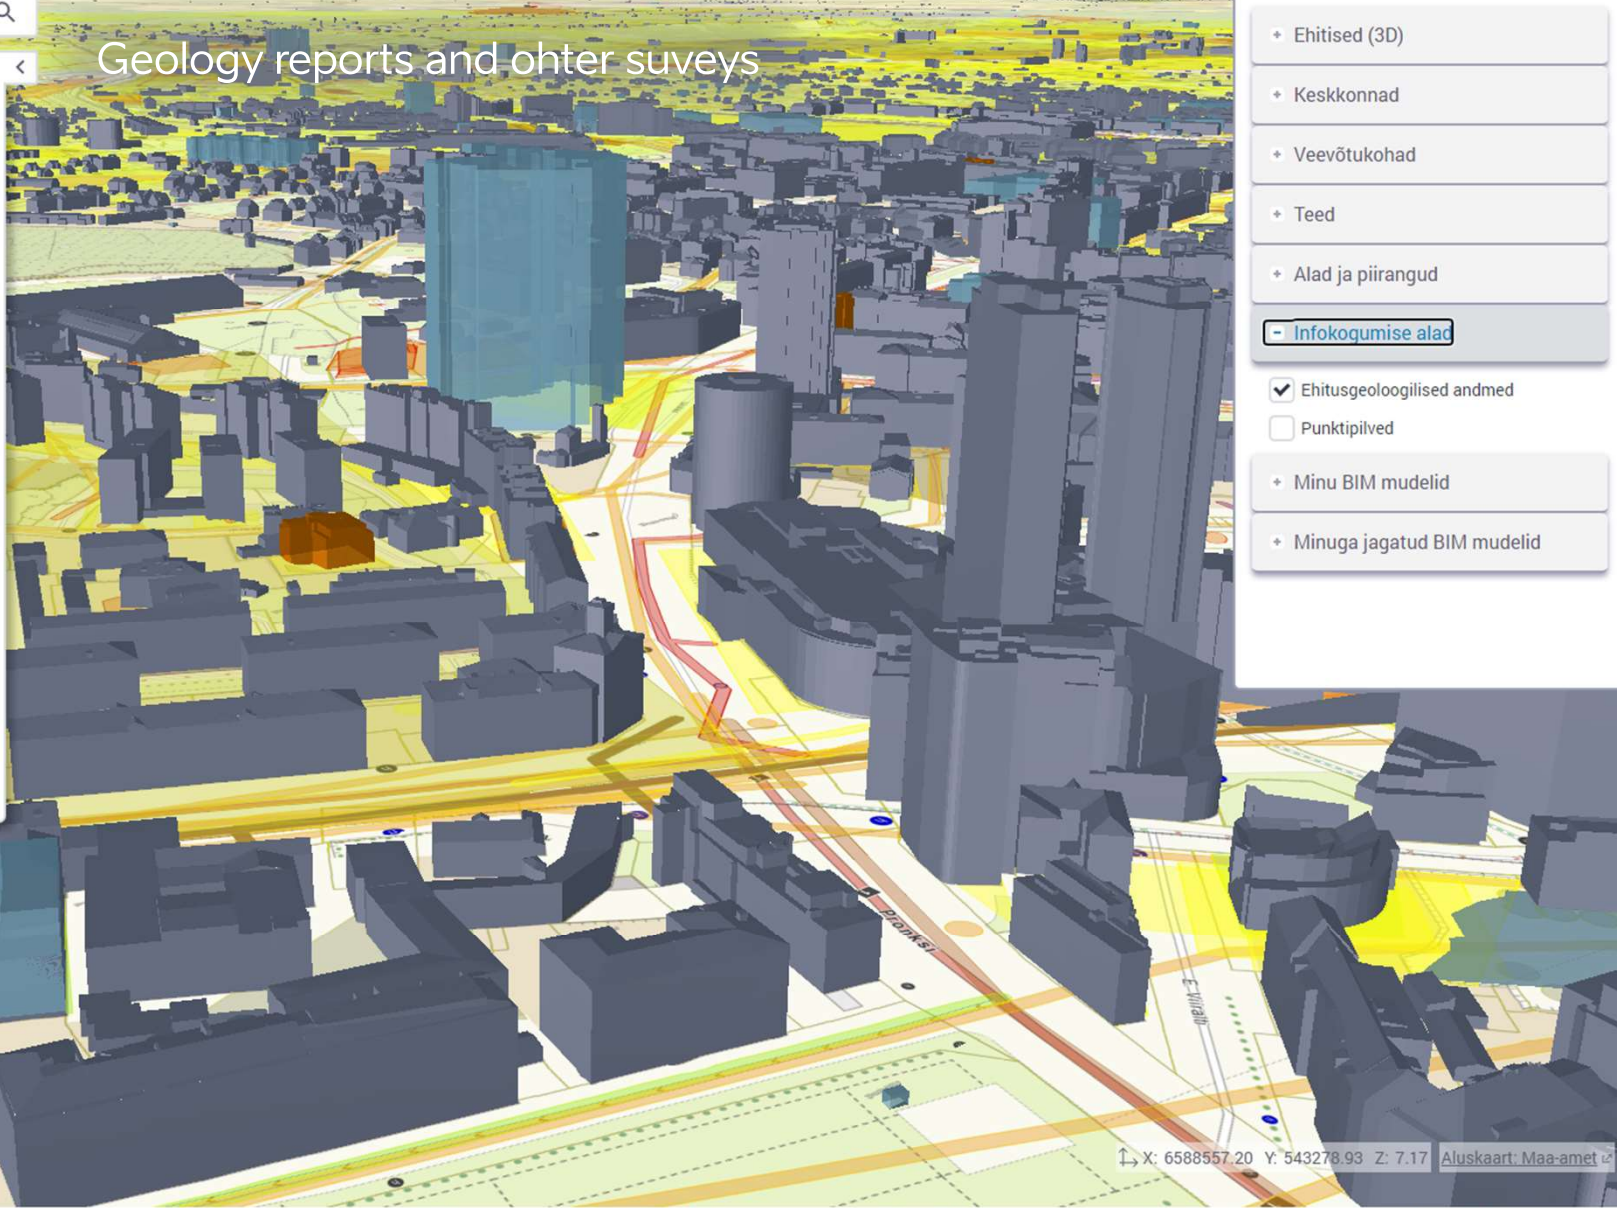 Geology reports and ohter suveys
Ehitised (3D)
Keskkonnad
Veevõtukohad
Teed
Alad ja piirangud
Infokogumise alad
Ehitusgeoloogilised andmed
Punktipilved
Minu BIM mudelid
Minuga jagatud BIM mudelid
Pronksi
E. Viiralti
X: 6588557.20 Y: 543278.93 Z: 7.17 Aluskaart: Maa-amet